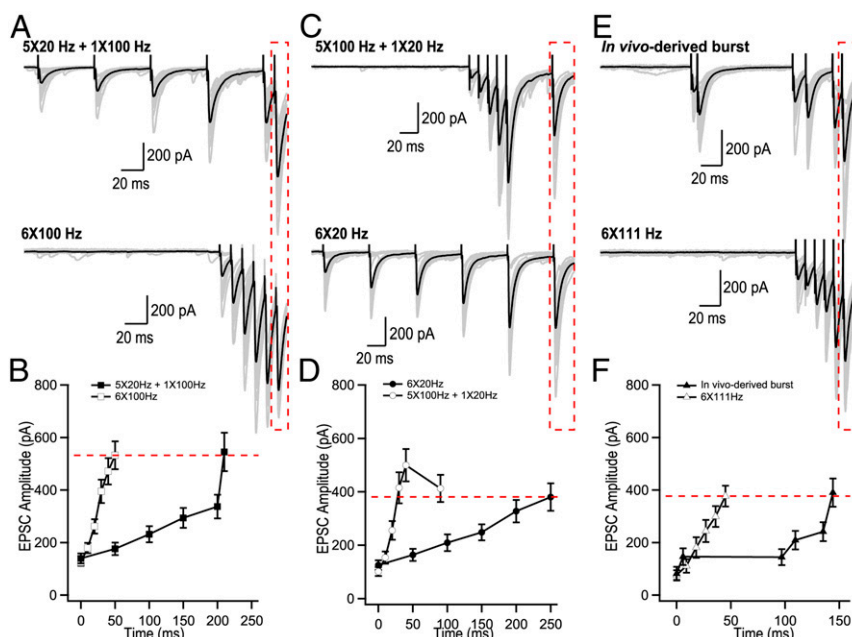 A
5X20 Hz + 1X100Hz
200 pA
20 ms
6X100 Hz
200 pA
20 ms
C
5X100 Hz + 1X20Hz
200 pA
20 ms
6X20 Hz
200 pA
20 ms
E
In vivo-derived burst
200 pA
20 ms
6X111 Hz
200 pA
20 ms
B
5X20Hz + 1X100Hz
6X100Hz
EPSC Amplitude (pA)
800
600
400
200
0
0 50 100 150 200 250
Time (ms)
D
6X20Hz
5X100Hz + 1X20Hz
EPSC Amplitude (pA)
800
600
400
200
0
0 50 100 150 200 250
Time (ms)
F
In vivo-derived burst
6X111Hz
EPSC Amplitude (pA)
800
600
400
200
0
0 50 100 150
Time (ms)